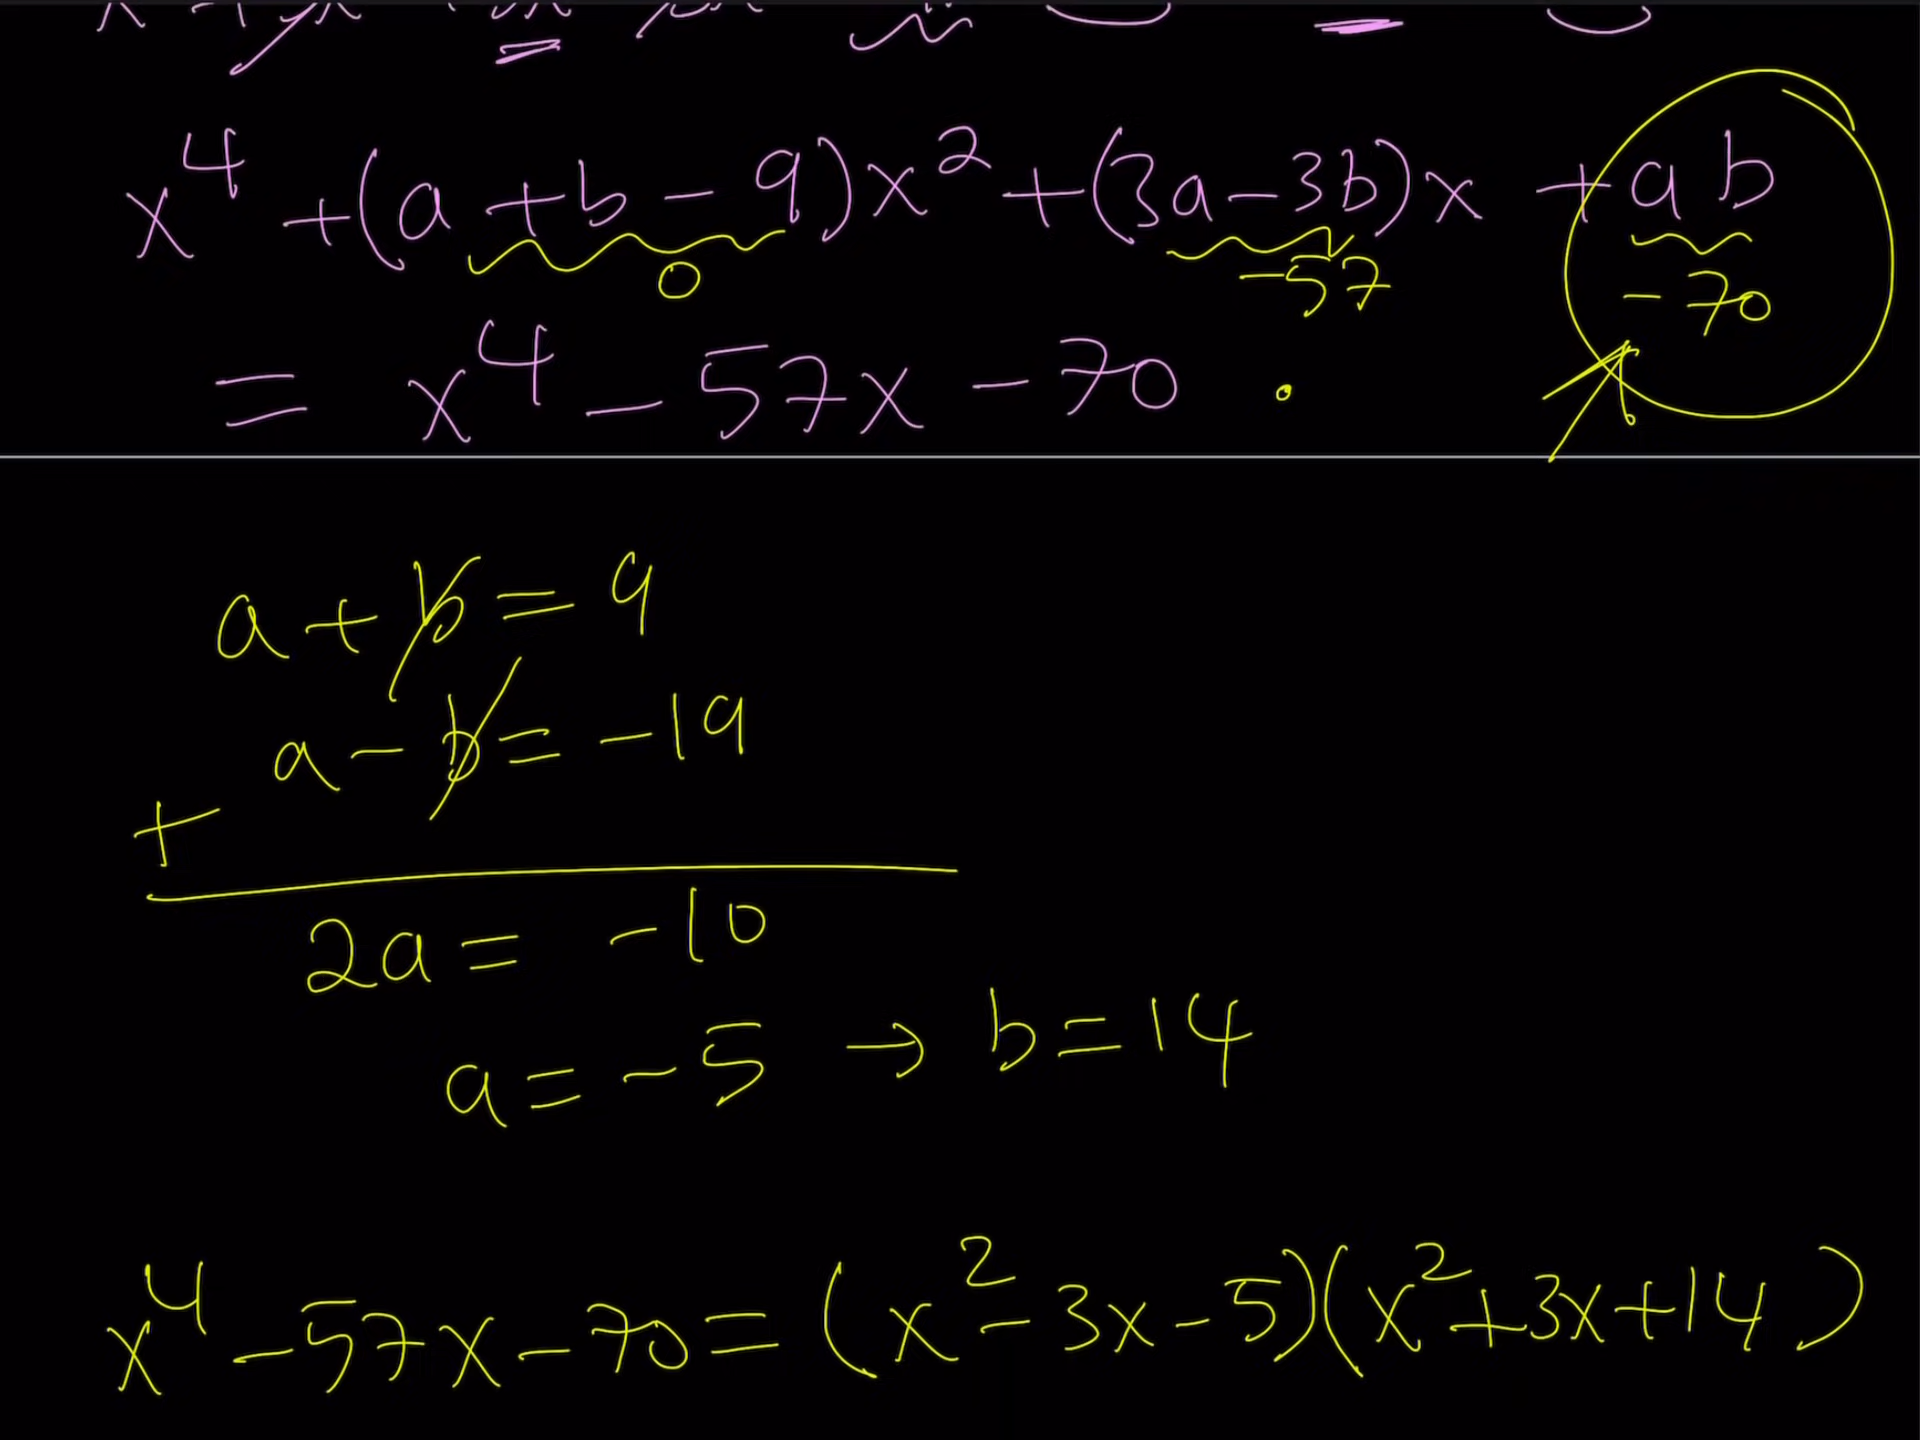 x⁴ + (a + b - 9)x² + (3a - 3b)x + ab
0 -57 -70
= x⁴ - 57x - 70
a + b = 9
a - b = -19
+
2a = -10
a = -5 → b = 14
x⁴ - 57x - 70 = (x² - 3x - 5)(x² + 3x + 14)